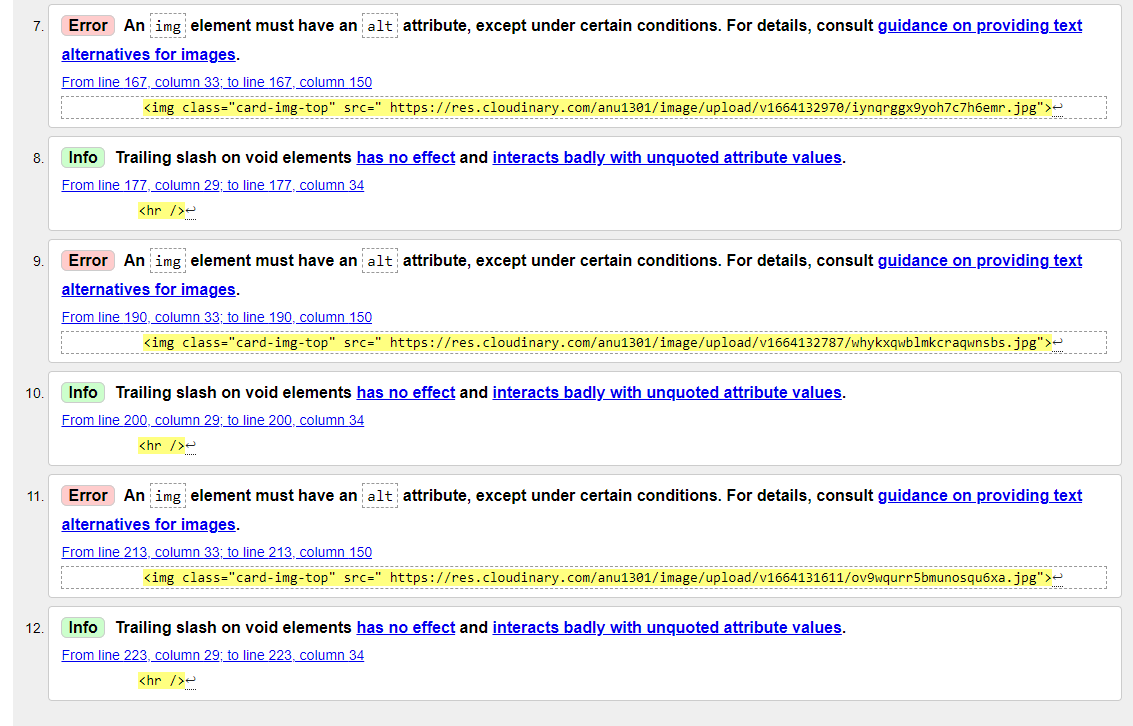 7. Error An img element must have an alt attribute, except under certain conditions. For details, consult guidance on providing text
alternatives for images.
From line 167, column 33; to line 167, column 150
<img class="card-img-top" src=" https://res.cloudinary.com/anu1301/image/upload/v1664132970/iynqrggx9yoh7c7h6emr.jpg">↩
8. Info Trailing slash on void elements has no effect and interacts badly with unquoted attribute values.
From line 177, column 29; to line 177, column 34
<hr />↩
9. Error An img element must have an alt attribute, except under certain conditions. For details, consult guidance on providing text
alternatives for images.
From line 190, column 33; to line 190, column 150
<img class="card-img-top" src=" https://res.cloudinary.com/anu1301/image/upload/v1664132787/whykxqwblmkcraqwnsbs.jpg">↩
10. Info Trailing slash on void elements has no effect and interacts badly with unquoted attribute values.
From line 200, column 29; to line 200, column 34
<hr />↩
11. Error An img element must have an alt attribute, except under certain conditions. For details, consult guidance on providing text
alternatives for images.
From line 213, column 33; to line 213, column 150
<img class="card-img-top" src=" https://res.cloudinary.com/anu1301/image/upload/v1664131611/ov9wqurr5bmunosqu6xa.jpg">↩
12. Info Trailing slash on void elements has no effect and interacts badly with unquoted attribute values.
From line 223, column 29; to line 223, column 34
<hr />↩